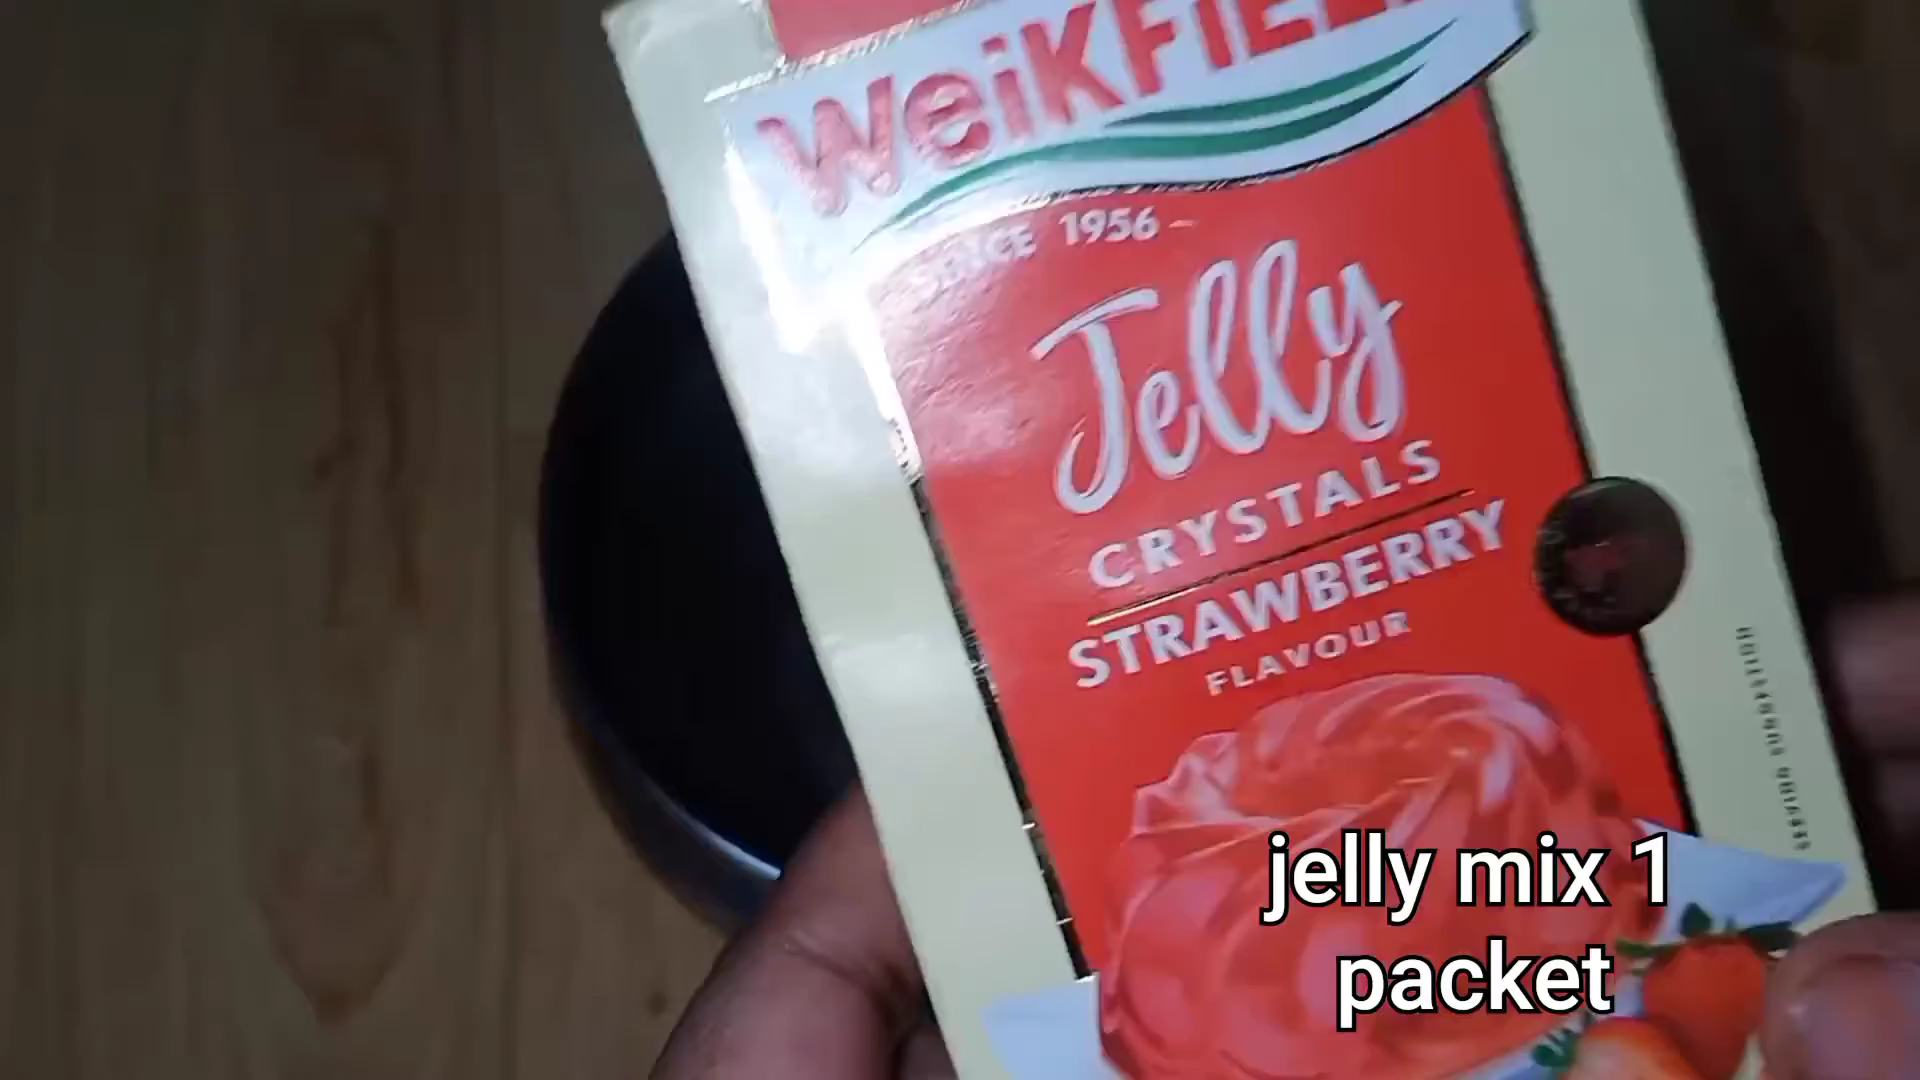 WeiKFiEL
SINCE 1956
Jelly
CRYSTALS
STRAWBERRY
FLAVOUR
jelly mix 1
packet